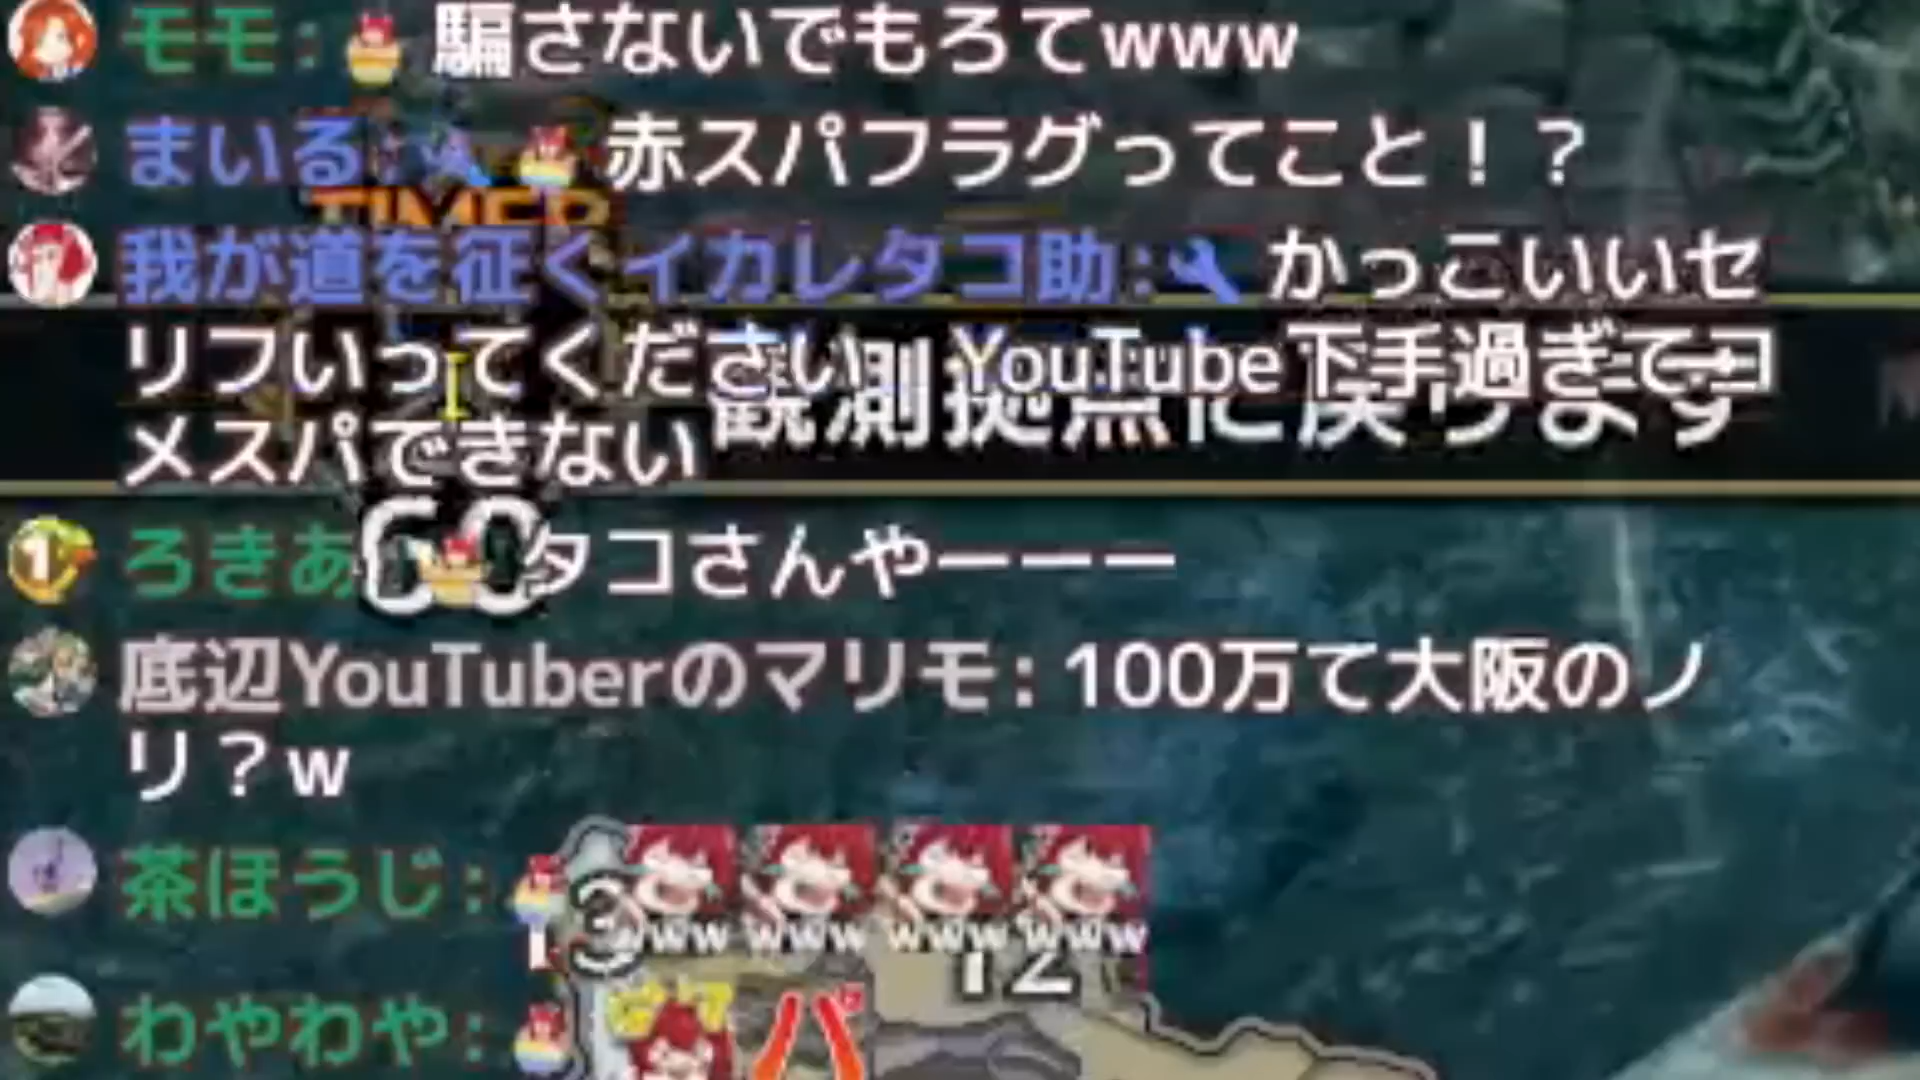 モモ: 騙さないでもろてwww
まいる: 赤スパフラグってこと！？
TIMER
我が道を征くイカレタコ助: かっこいいセ
リフいってください YouTube下手過ぎてコ
メスパできない
観測拠点に戻ります
60
ろきあ タコさんやーーー
底辺YouTuberのマリモ: 100万て大阪のノ
リ？w
茶ほうじ: www www www www
3
12
わやわや:
パ